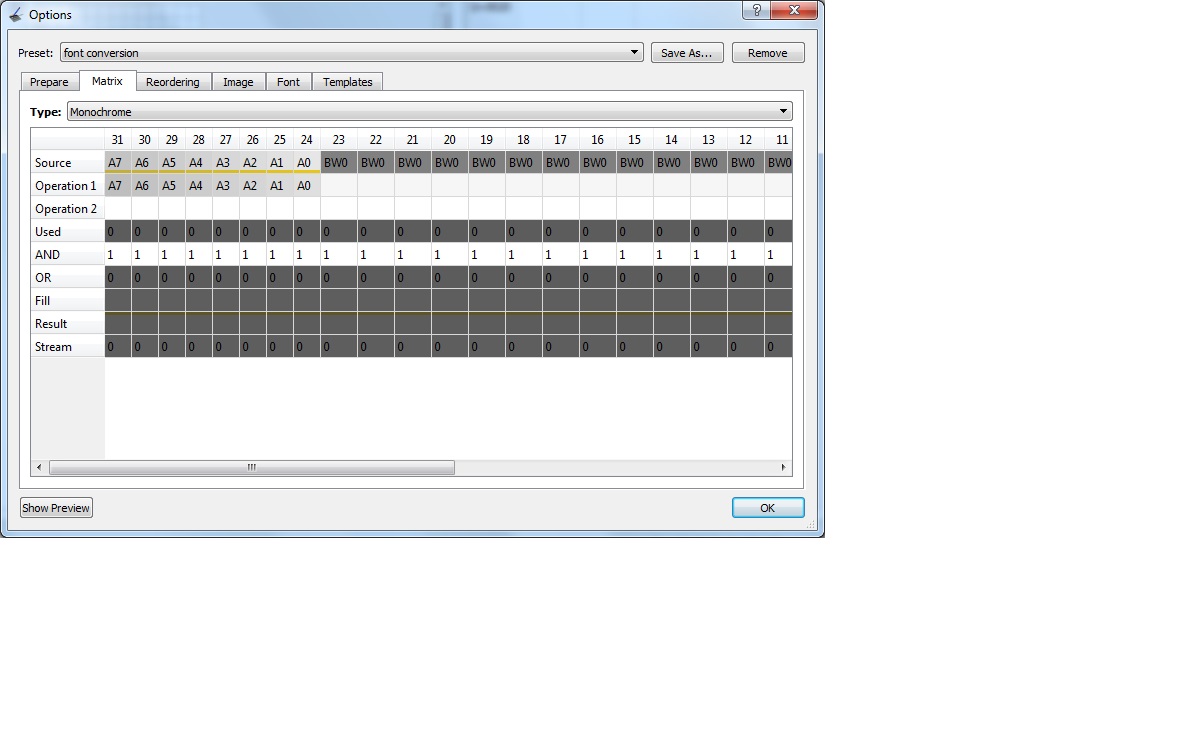 Options
Preset: font conversion Save As... Remove
Prepare Matrix Reordering Image Font Templates
Type: Monochrome
31 30 29 28 27 26 25 24 23 22 21 20 19 18 17 16 15 14 13 12 11
Source A7 A6 A5 A4 A3 A2 A1 A0 BW0 BW0 BW0 BW0 BW0 BW0 BW0 BW0 BW0 BW0 BW0 BW0 BW0
Operation 1 A7 A6 A5 A4 A3 A2 A1 A0
Operation 2
Used 0 0 0 0 0 0 0 0 0 0 0 0 0 0 0 0 0 0 0 0 0
AND 1 1 1 1 1 1 1 1 1 1 1 1 1 1 1 1 1 1 1 1 1
OR 0 0 0 0 0 0 0 0 0 0 0 0 0 0 0 0 0 0 0 0 0
Fill
Result
Stream 0 0 0 0 0 0 0 0 0 0 0 0 0 0 0 0 0 0 0 0 0
Show Preview OK